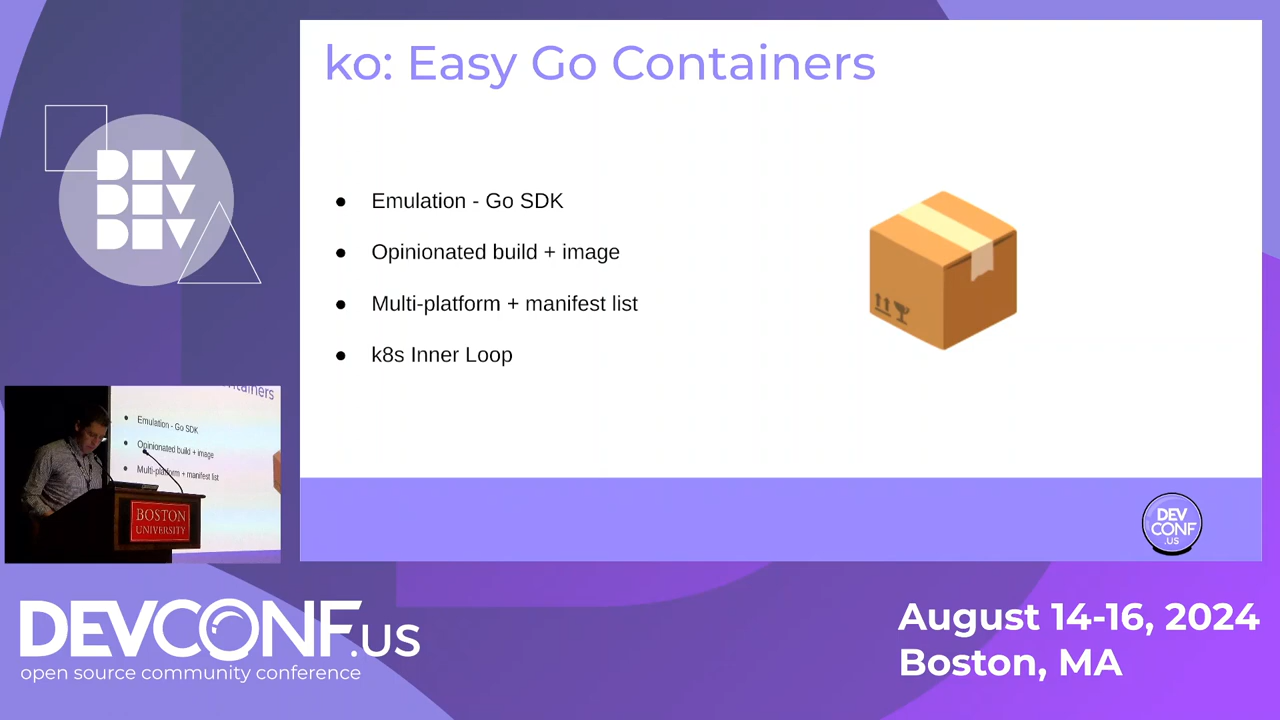 ko: Easy Go Containers
DEV
DEV
DEV
● Emulation - Go SDK
● Opinionated build + image
● Multi-platform + manifest list
● k8s Inner Loop
ntainers
● Emulation - Go SDK
● Opinionated build + image
● Multi-platform + manifest list
BOSTON
UNIVERSITY
DEV
CONF
.US
DEVCONF.us
open source community conference
August 14-16, 2024
Boston, MA